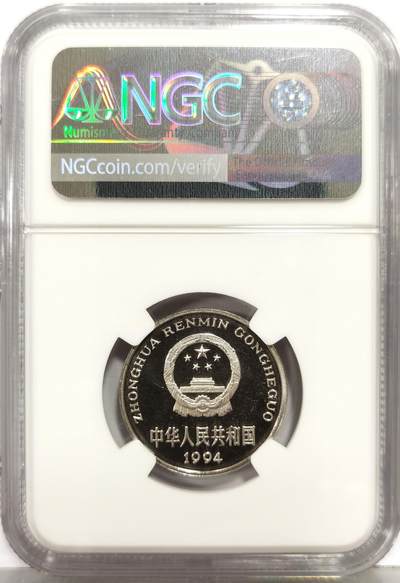 NGC
NGCcoin.com/verify
ZHONGHUA RENMIN GONGHEGUO
中华人民共和国
1994